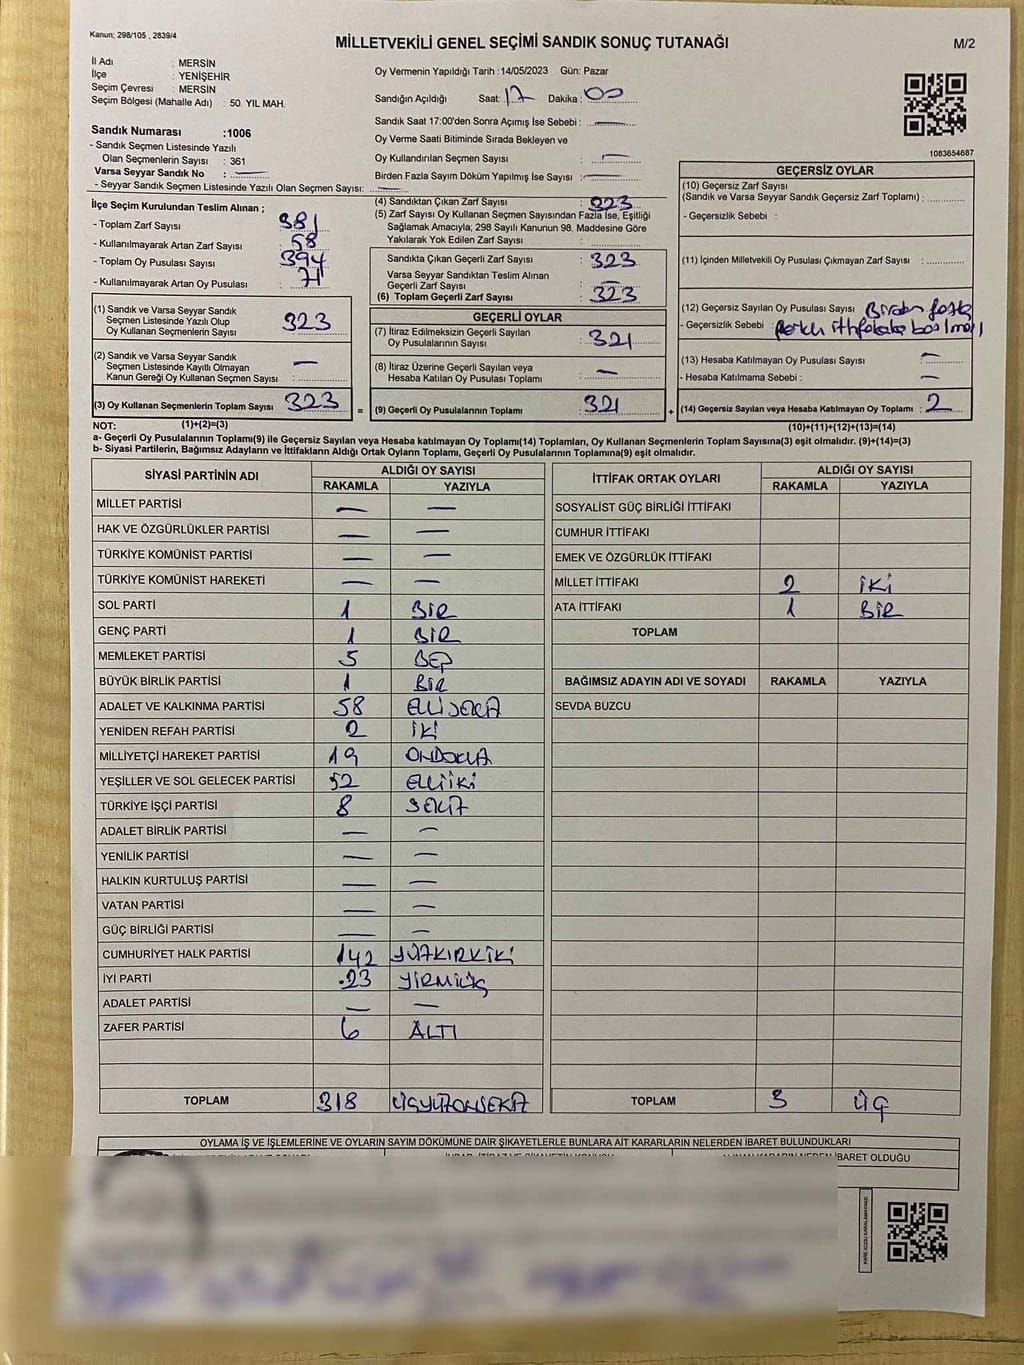 Kanun; 298/105 , 2839/4
MİLLETVEKİLİ GENEL SEÇİMİ SANDIK SONUÇ TUTANAĞI
M/2
İl Adı : MERSİN
İlçe : YENİŞEHİR
Seçim Çevresi : MERSİN
Seçim Bölgesi (Mahalle Adı) : 50. YIL MAH.
Sandık Numarası :1006
- Sandık Seçmen Listesinde Yazılı
Olan Seçmenlerin Sayısı : 361
Varsa Seyyar Sandık No : —
- Seyyar Sandık Seçmen Listesinde Yazılı Olan Seçmen Sayısı: —
Oy Vermenin Yapıldığı Tarih :14/05/2023 Gün: Pazar
Sandığın Açıldığı Saat: 17 Dakika : 00
Sandık Saat 17:00'den Sonra Açımış İse Sebebi : —
Oy Verme Saati Bitiminde Sırada Bekleyen ve
Oy Kullandırılan Seçmen Sayısı : —
Birden Fazla Sayım Döküm Yapılmış İse Sayısı : —
1083654687
İlçe Seçim Kurulundan Teslim Alınan ;
- Toplam Zarf Sayısı : 381
- Kullanılmayarak Artan Zarf Sayısı : 58
- Toplam Oy Pusulası Sayısı : 394
- Kullanılmayarak Artan Oy Pusulası : 71
(1) Sandık ve Varsa Seyyar Sandık
Seçmen Listesinde Yazılı Olup
Oy Kullanan Seçmenlerin Sayısı : 323
(2) Sandık ve Varsa Seyyar Sandık
Seçmen Listesinde Kayıtlı Olmayan
Kanun Gereği Oy Kullanan Seçmen Sayısı : —
(3) Oy Kullanan Seçmenlerin Toplam Sayısı : 323
(4) Sandıktan Çıkan Zarf Sayısı : 323
(5) Zarf Sayısı Oy Kullanan Seçmen Sayısından Fazla İse, Eşitliği
Sağlamak Amacıyla; 298 Sayılı Kanunun 98. Maddesine Göre
Yakılarak Yok Edilen Zarf Sayısı :
Sandıkta Çıkan Geçerli Zarf Sayısı : 323
Varsa Seyyar Sandıktan Teslim Alınan
Geçerli Zarf Sayısı : —
(6) Toplam Geçerli Zarf Sayısı : 323
GEÇERLİ OYLAR
(7) İtiraz Edilmeksizin Geçerli Sayılan
Oy Pusulalarının Sayısı : 321
(8) İtiraz Üzerine Geçerli Sayılan veya
Hesaba Katılan Oy Pusulası Toplamı : —
= (9) Geçerli Oy Pusulalarının Toplamı : 321
GEÇERSİZ OYLAR
(10) Geçersiz Zarf Sayısı
(Sandık ve Varsa Seyyar Sandık Geçersiz Zarf Toplamı) :
- Geçersizlik Sebebi :
(11) İçinden Milletvekili Oy Pusulası Çıkmayan Zarf Sayısı :
(12) Geçersiz Sayılan Oy Pusulası Sayısı : Birden fazla
- Geçersizlik Sebebi : farklı ittifaklara
(13) Hesaba Katılmayan Oy Pusulası Sayısı : —
- Hesaba Katılmama Sebebi : —
+ (14) Geçersiz Sayılan veya Hesaba Katılmayan Oy Toplamı : 2
NOT: (1)+(2)=(3)
(10)+(11)+(12)+(13)=(14)
a- Geçerli Oy Pusulalarının Toplamı(9) ile Geçersiz Sayılan veya Hesaba katılmayan Oy Toplamı(14) Toplamları, Oy Kullanan Seçmenlerin Toplam Sayısına(3) eşit olmalıdır. (9)+(14)=(3)
b- Siyasi Partilerin, Bağımsız Adayların ve İttifakların Aldığı Ortak Oyların Toplamı, Geçerli Oy Pusulalarının Toplamına(9) eşit olmalıdır.
SİYASİ PARTİNİN ADI ALDIĞI OY SAYISI
RAKAMLA YAZIYLA
MİLLET PARTİSİ — —
HAK VE ÖZGÜRLÜKLER PARTİSİ — —
TÜRKİYE KOMÜNİST PARTİSİ — —
TÜRKİYE KOMÜNİST HAREKETİ — —
SOL PARTİ 1 BİR
GENÇ PARTİ 1 BİR
MEMLEKET PARTİSİ 5 BEŞ
BÜYÜK BİRLİK PARTİSİ 1 BİR
ADALET VE KALKINMA PARTİSİ 58 ELLİSEKİZ
YENİDEN REFAH PARTİSİ 2 İKİ
MİLLİYETÇİ HAREKET PARTİSİ 19 ONDOKUZ
YEŞİLLER VE SOL GELECEK PARTİSİ 52 ELLİİKİ
TÜRKİYE İŞÇİ PARTİSİ 8 SEKİZ
ADALET BİRLİK PARTİSİ — —
YENİLİK PARTİSİ — —
HALKIN KURTULUŞ PARTİSİ — —
VATAN PARTİSİ — —
GÜÇ BİRLİĞİ PARTİSİ — —
CUMHURİYET HALK PARTİSİ 142 YÜZKIRKİKİ
İYİ PARTİ 23 YİRMİÜÇ
ADALET PARTİSİ — —
ZAFER PARTİSİ 6 ALTI
TOPLAM 318 ÜÇYÜZONSEKİZ
İTTİFAK ORTAK OYLARI ALDIĞI OY SAYISI
RAKAMLA YAZIYLA
SOSYALİST GÜÇ BİRLİĞİ İTTİFAKI
CUMHUR İTTİFAKI
EMEK VE ÖZGÜRLÜK İTTİFAKI
MİLLET İTTİFAKI 2 İKİ
ATA İTTİFAKI 1 BİR
TOPLAM
BAĞIMSIZ ADAYIN ADI VE SOYADI RAKAMLA YAZIYLA
SEVDA BUZCU
TOPLAM 3 ÜÇ
OYLAMA İŞ VE İŞLEMLERİNE VE OYLARIN SAYIM DÖKÜMÜNE DAİR ŞİKAYETLERLE BUNLARA AİT KARARLARIN NELERDEN İBARET BULUNDUKLARI
İBARET OLDUĞU